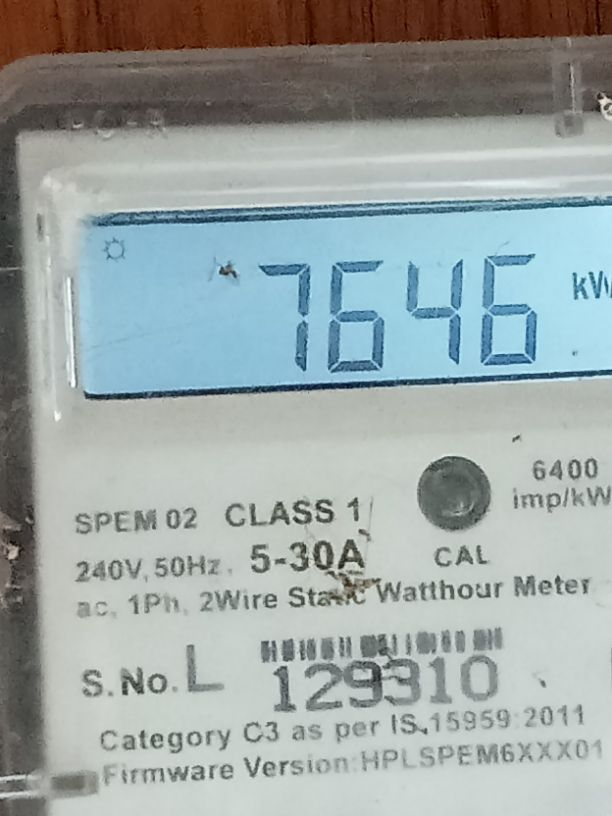 7646 kW
6400
imp/kW
SPEM 02 CLASS 1
240V, 50Hz, 5-30A CAL
ac, 1Ph, 2Wire Static Watthour Meter
S.No. L 129310
Category C3 as per IS.15959:2011
Firmware Version:HPLSPEM6XXX01